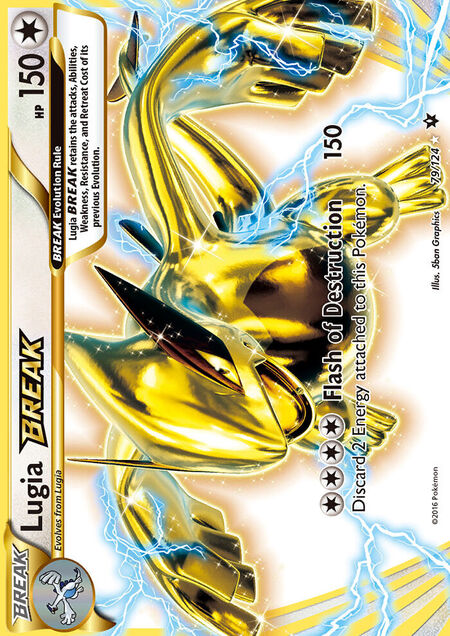 BREAK
Lugia BREAK
HP 150
Evolves from Lugia
BREAK Evolution Rule
Lugia BREAK retains the attacks, Abilities,
Weakness, Resistance, and Retreat Cost of its
previous Evolution.
Flash of Destruction 150
Discard 2 Energy attached to this Pokémon.
©2016 Pokémon
Illus. 5ban Graphics
79/124